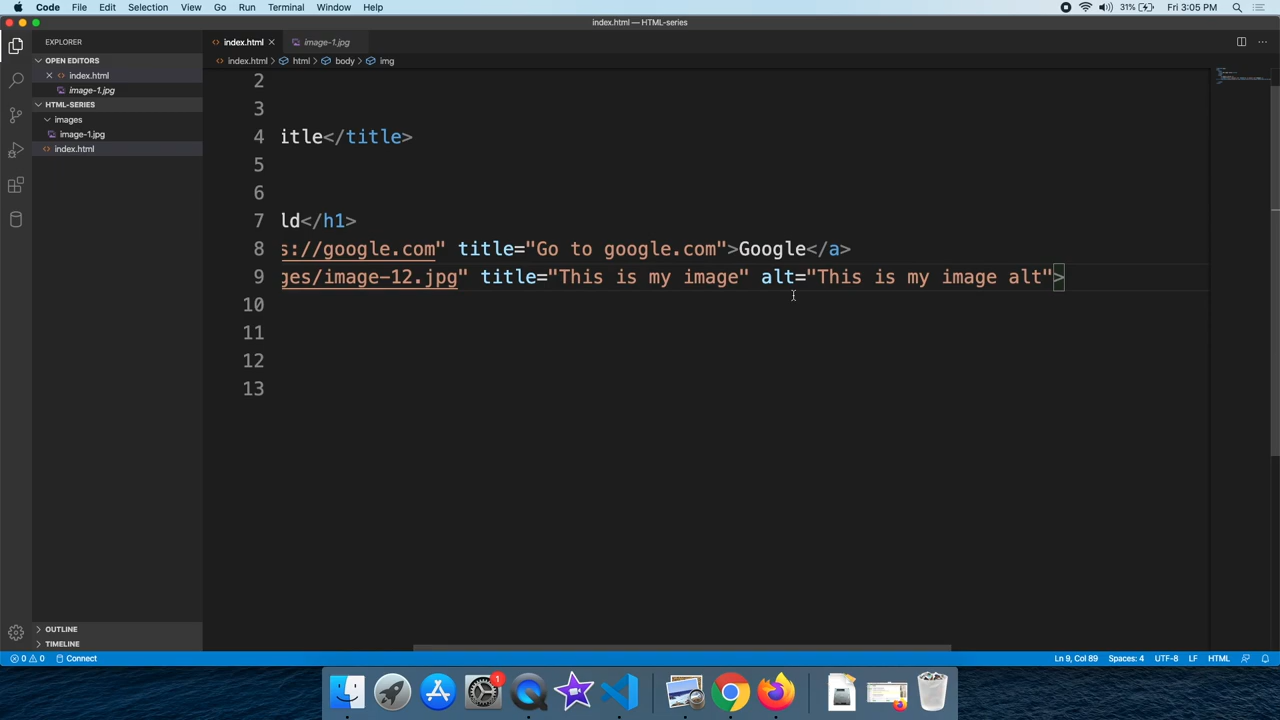 Code File Edit Selection View Go Run Terminal Window Help 31% Fri 3:05 PM
index.html — HTML-series
EXPLORER index.html image-1.jpg
OPEN EDITORS index.html > html > body > img
index.html
image-1.jpg
HTML-SERIES
images
image-1.jpg
index.html
2
3
4 itle</title>
5
6
7 ld</h1>
8 s://google.com" title="Go to google.com">Google</a>
9 ges/image-12.jpg" title="This is my image" alt="This is my image alt">
10
11
12
13
OUTLINE
TIMELINE
0 0 Connect Ln 9, Col 89 Spaces: 4 UTF-8 LF HTML
1